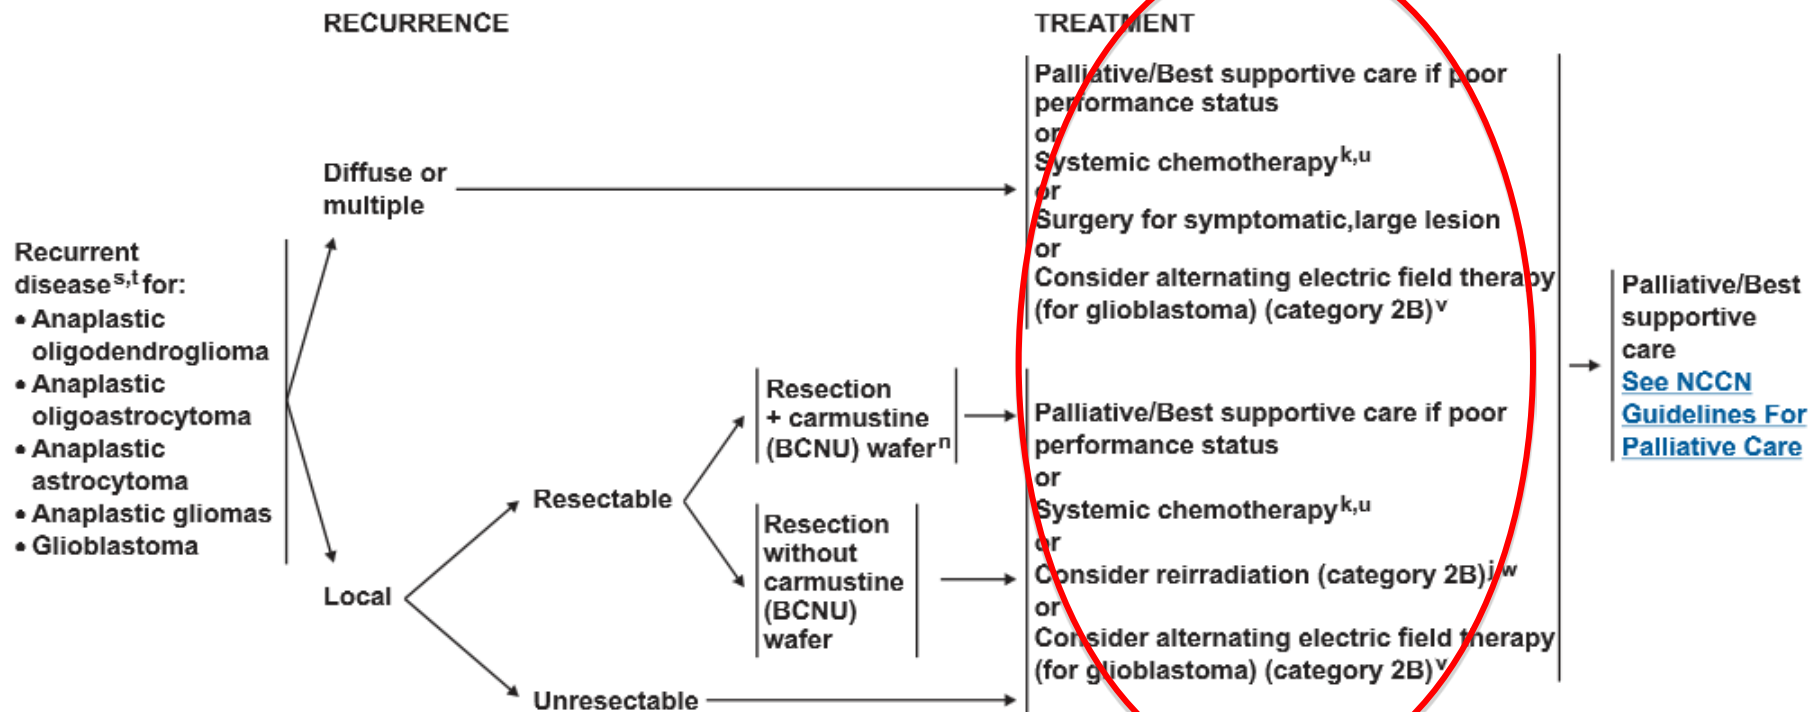 RECURRENCE
TREATMENT
Recurrent
disease s,t for:
• Anaplastic
oligodendroglioma
• Anaplastic
oligoastrocytoma
• Anaplastic
astrocytoma
• Anaplastic gliomas
• Glioblastoma
Diffuse or
multiple
Local
Resectable
Unresectable
Resection
+ carmustine
(BCNU) wafer n
Resection
without
carmustine
(BCNU)
wafer
Palliative/Best supportive care if poor
performance status
or
Systemic chemotherapy k,u
or
Surgery for symptomatic,large lesion
or
Consider alternating electric field therapy
(for glioblastoma) (category 2B) v
Palliative/Best supportive care if poor
performance status
or
Systemic chemotherapy k,u
or
Consider reirradiation (category 2B) j,w
or
Consider alternating electric field therapy
(for glioblastoma) (category 2B) v
Palliative/Best
supportive
care
See NCCN
Guidelines For
Palliative Care